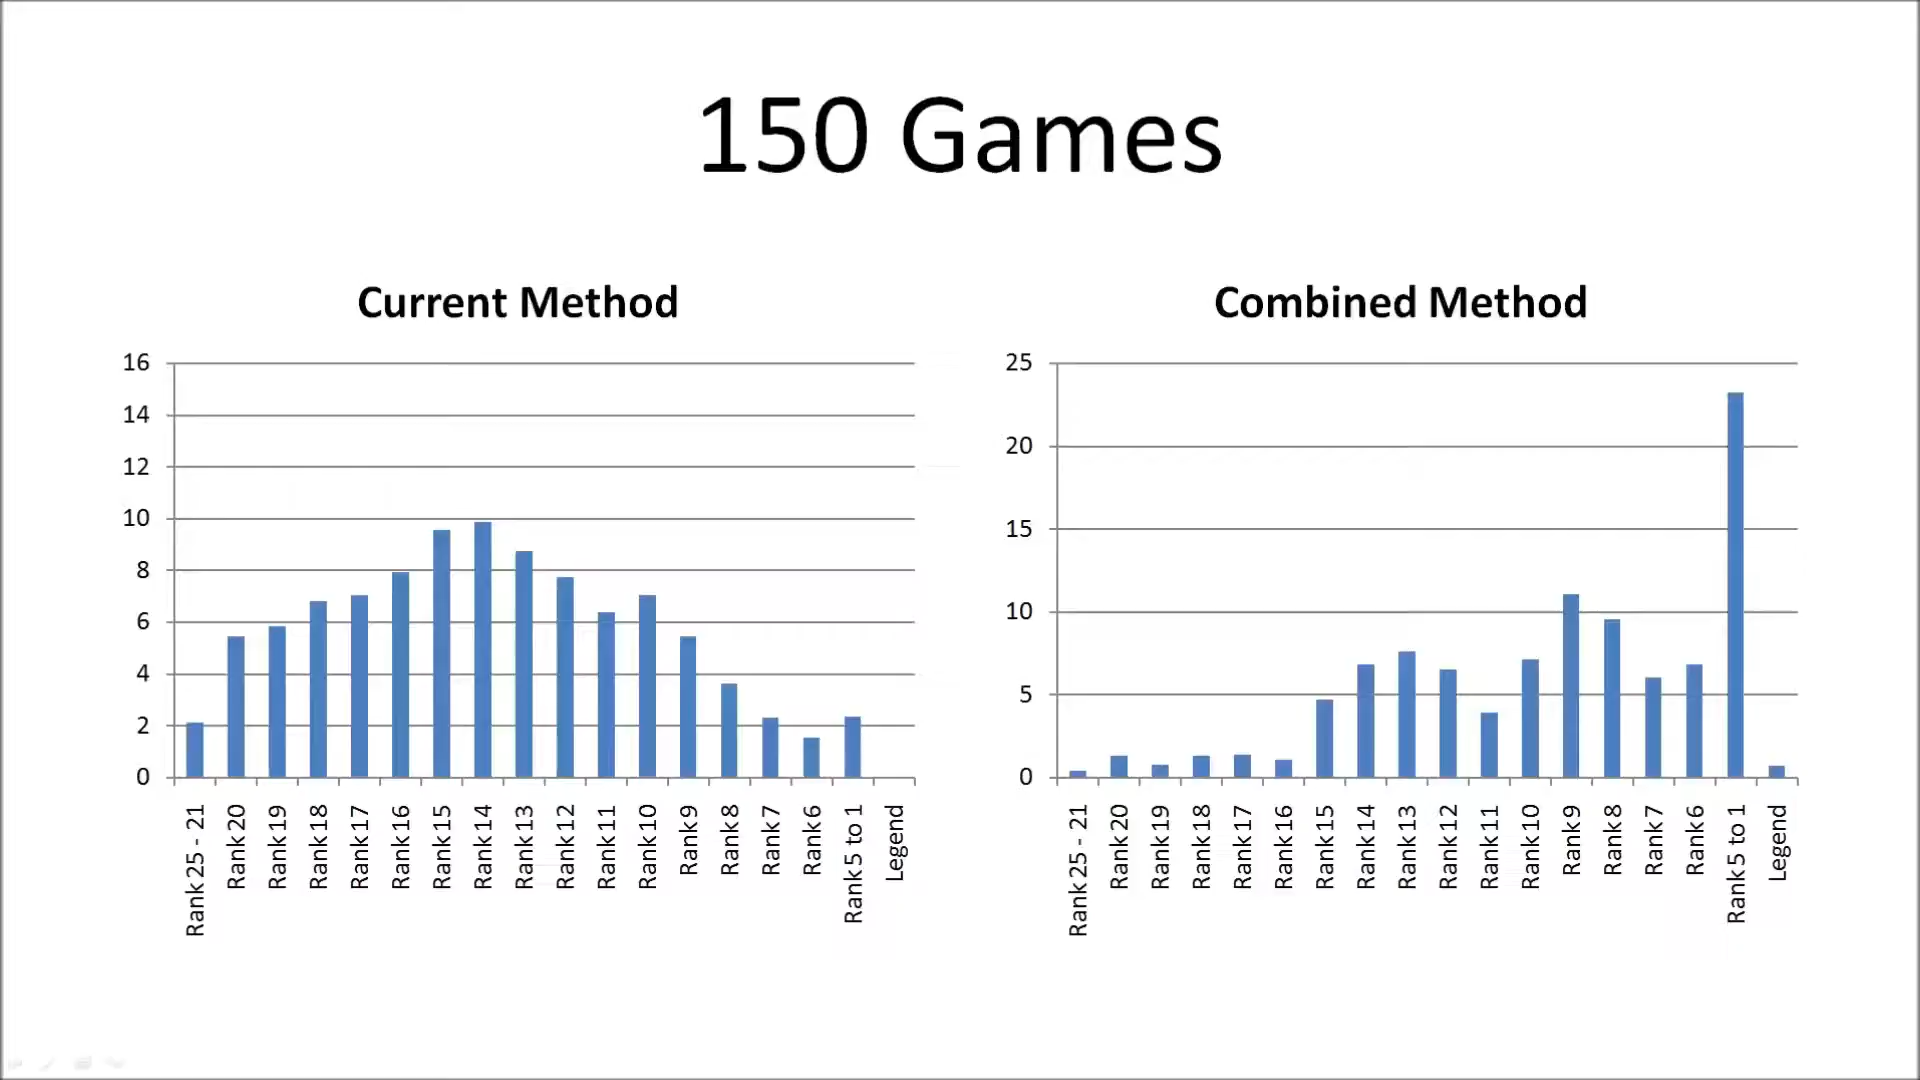 150 Games
Current Method
16
14
12
10
8
6
4
2
0
Rank 25 - 21
Rank 20
Rank 19
Rank 18
Rank 17
Rank 16
Rank 15
Rank 14
Rank 13
Rank 12
Rank 11
Rank 10
Rank 9
Rank 8
Rank 7
Rank 6
Rank 5 to 1
Legend
Combined Method
25
20
15
10
5
0
Rank 25 - 21
Rank 20
Rank 19
Rank 18
Rank 17
Rank 16
Rank 15
Rank 14
Rank 13
Rank 12
Rank 11
Rank 10
Rank 9
Rank 8
Rank 7
Rank 6
Rank 5 to 1
Legend